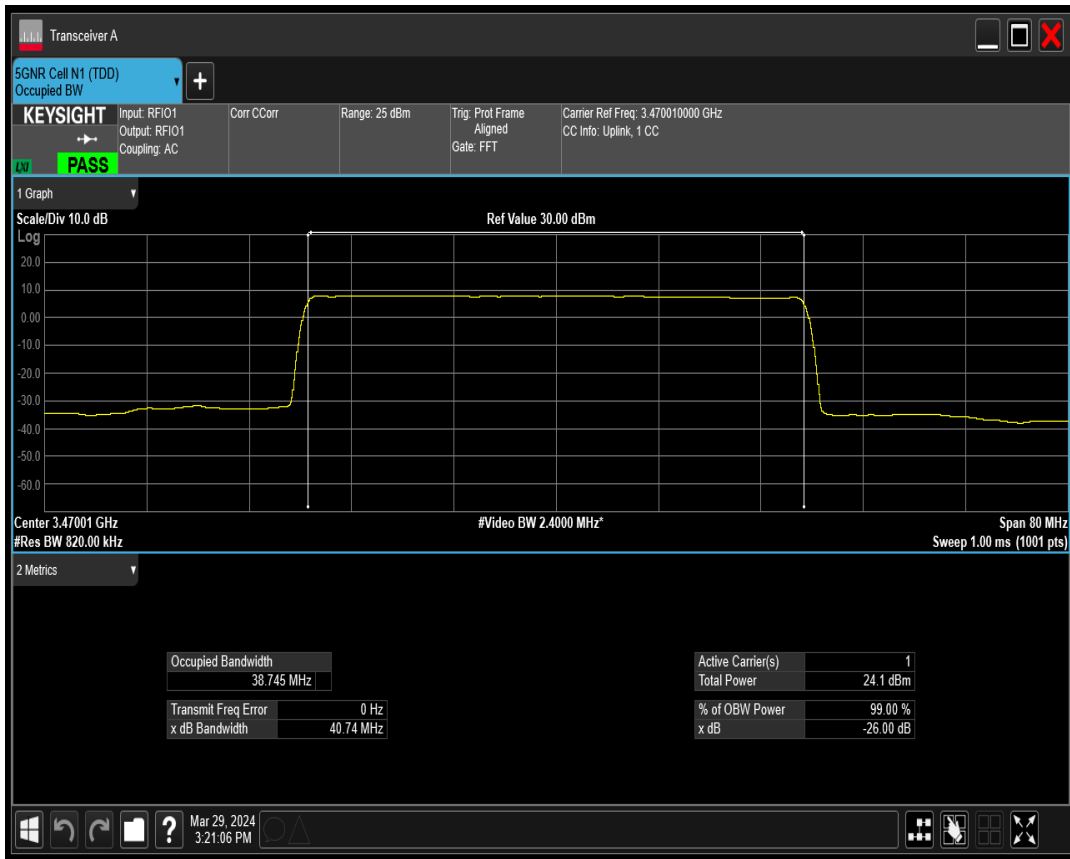 Transceiver A
5GNR Cell N1 (TDD)
Occupied BW
+
KEYSIGHT
LXI
PASS
Input: RFIO1
Output: RFIO1
Coupling: AC
Corr CCorr
Range: 25 dBm
Trig: Prot Frame
Aligned
Gate: FFT
Carrier Ref Freq: 3.470010000 GHz
CC Info: Uplink, 1 CC
1 Graph
Scale/Div 10.0 dB
Ref Value 30.00 dBm
Log
20.0
10.0
0.00
-10.0
-20.0
-30.0
-40.0
-50.0
-60.0
Center 3.47001 GHz
#Video BW 2.4000 MHz*
Span 80 MHz
#Res BW 820.00 kHz
Sweep 1.00 ms (1001 pts)
2 Metrics
Occupied Bandwidth
38.745 MHz
Transmit Freq Error 0 Hz
x dB Bandwidth 40.74 MHz
Active Carrier(s) 1
Total Power 24.1 dBm
% of OBW Power 99.00 %
x dB -26.00 dB
?
Mar 29, 2024
3:21:06 PM